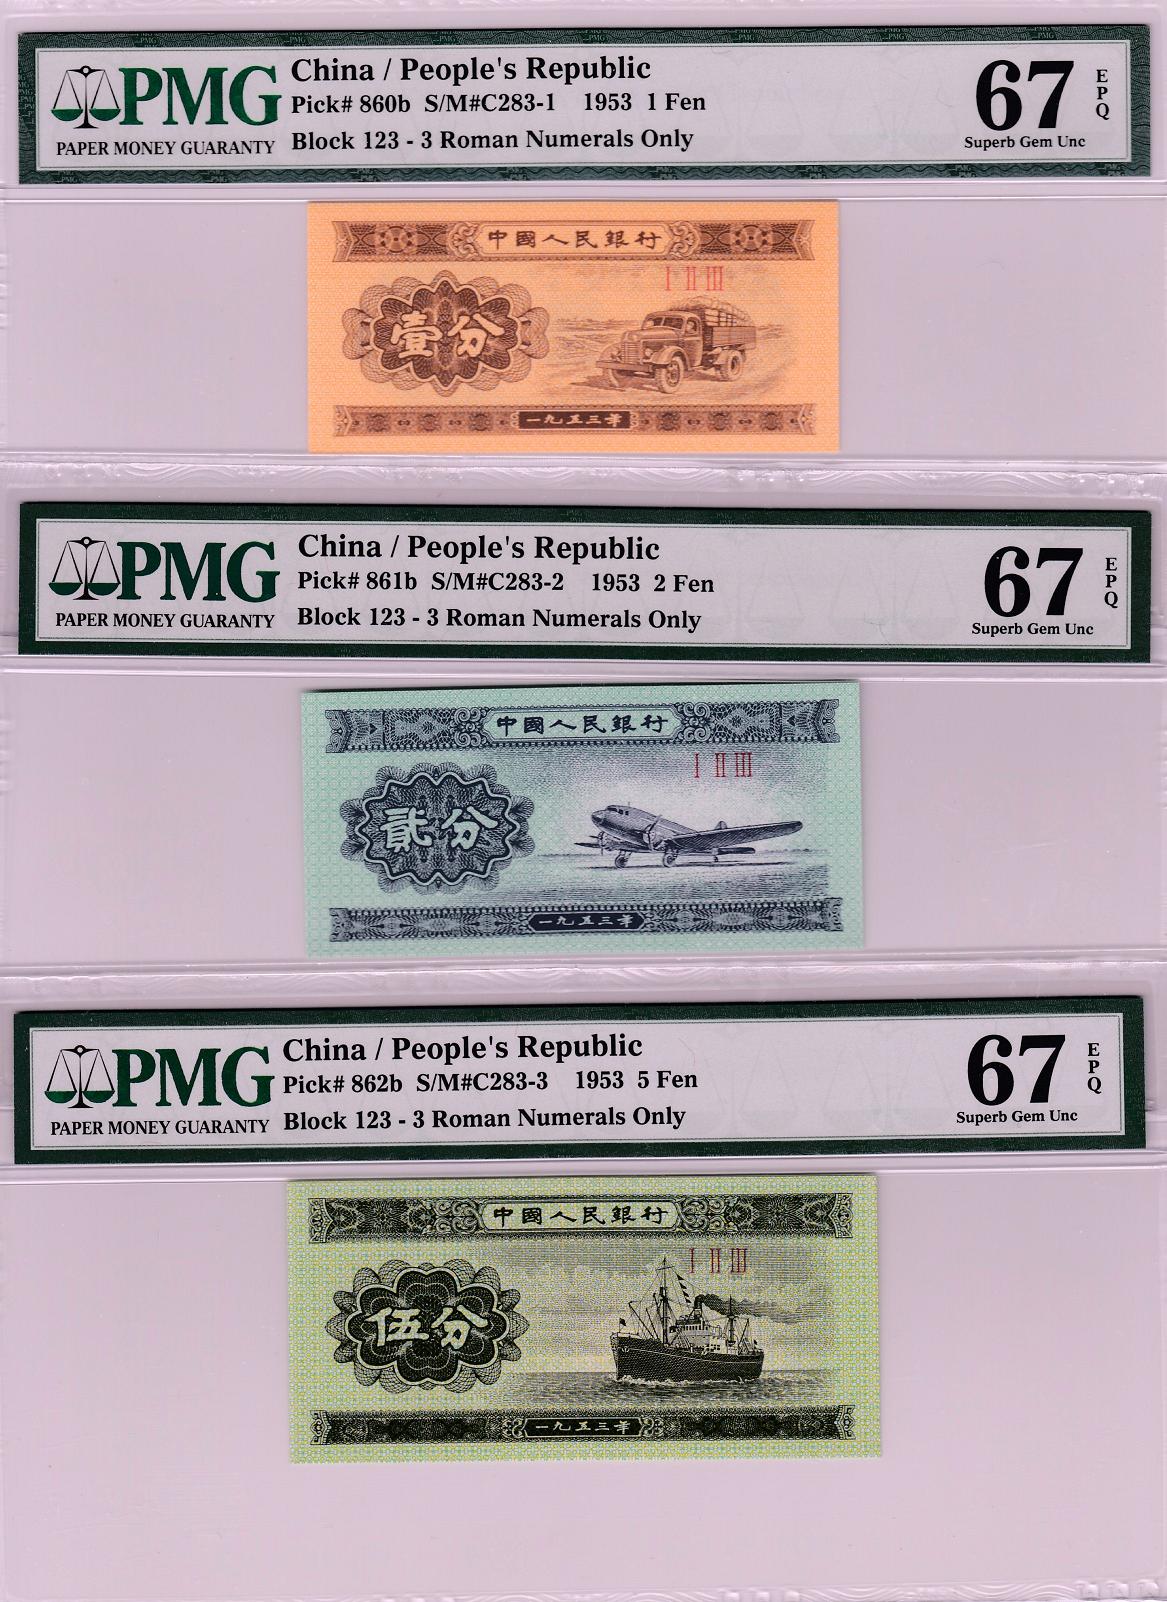 PMG
PAPER MONEY GUARANTY
China / People's Republic
Pick# 860b S/M#C283-1 1953 1 Fen
Block 123 - 3 Roman Numerals Only
67 EPQ
Superb Gem Unc
中國人民銀行
I II III
壹分
一九五三年
PMG
PAPER MONEY GUARANTY
China / People's Republic
Pick# 861b S/M#C283-2 1953 2 Fen
Block 123 - 3 Roman Numerals Only
67 EPQ
Superb Gem Unc
中國人民銀行
I II III
貳分
一九五三年
PMG
PAPER MONEY GUARANTY
China / People's Republic
Pick# 862b S/M#C283-3 1953 5 Fen
Block 123 - 3 Roman Numerals Only
67 EPQ
Superb Gem Unc
中國人民銀行
I II III
伍分
一九五三年